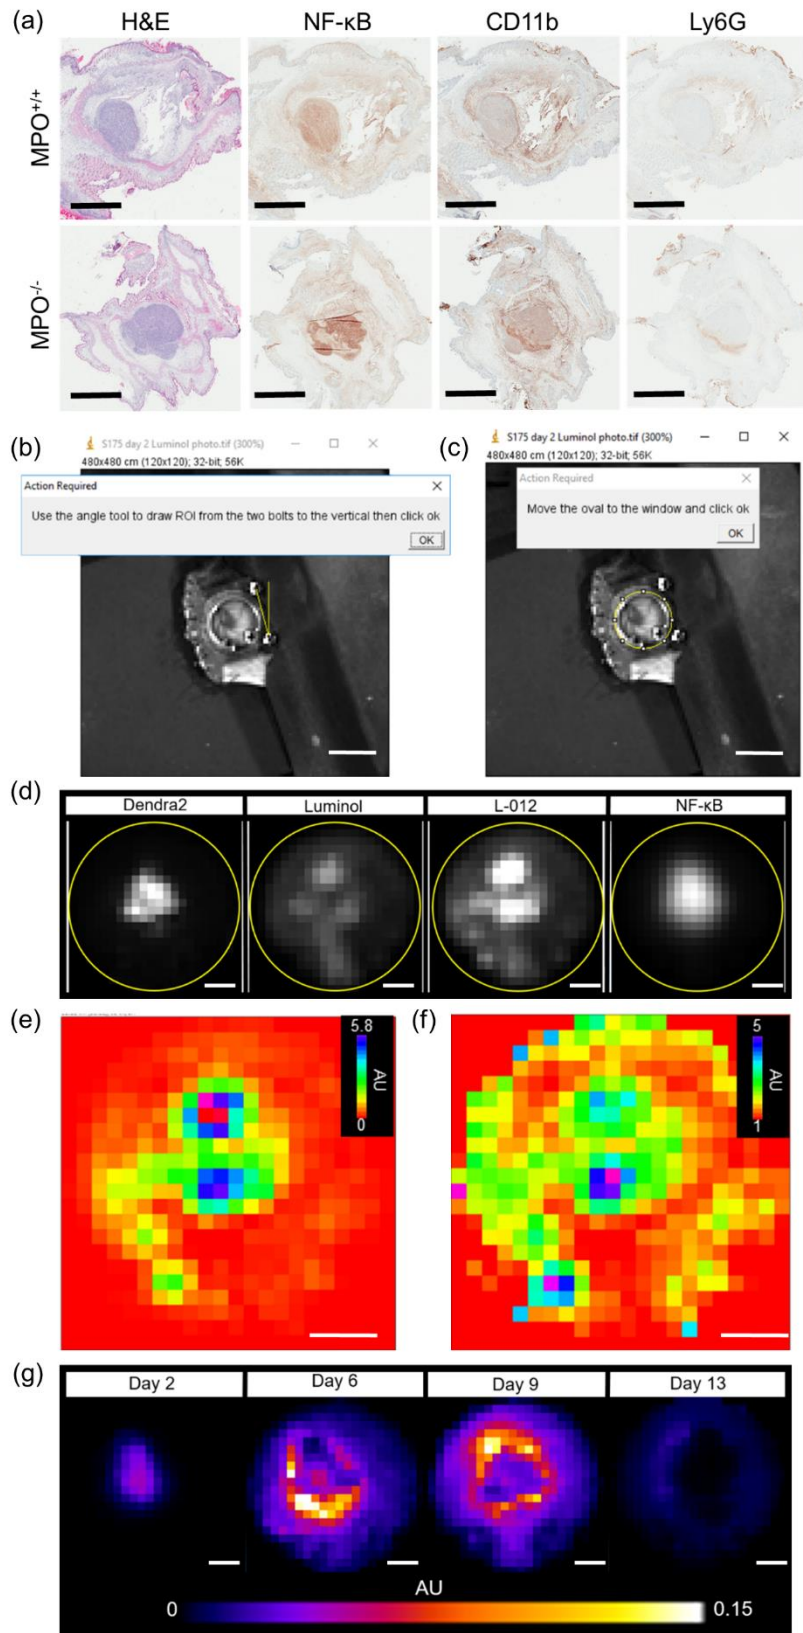 (a)
H&E
NF-κB
CD11b
Ly6G
MPO+/+
MPO-/-
(b)
S175 day 2 Luminol photo.tif (300%)
480x480 cm (120x120); 32-bit; 56K
Action Required
Use the angle tool to draw ROI from the two bolts to the vertical then click ok
OK
(c)
S175 day 2 Luminol photo.tif (300%)
480x480 cm (120x120); 32-bit; 56K
Action Required
Move the oval to the window and click ok
OK
(d)
Dendra2
Luminol
L-012
NF-κB
(e)
5.8
AU
0
(f)
5
AU
1
(g)
Day 2
Day 6
Day 9
Day 13
AU
0
0.15